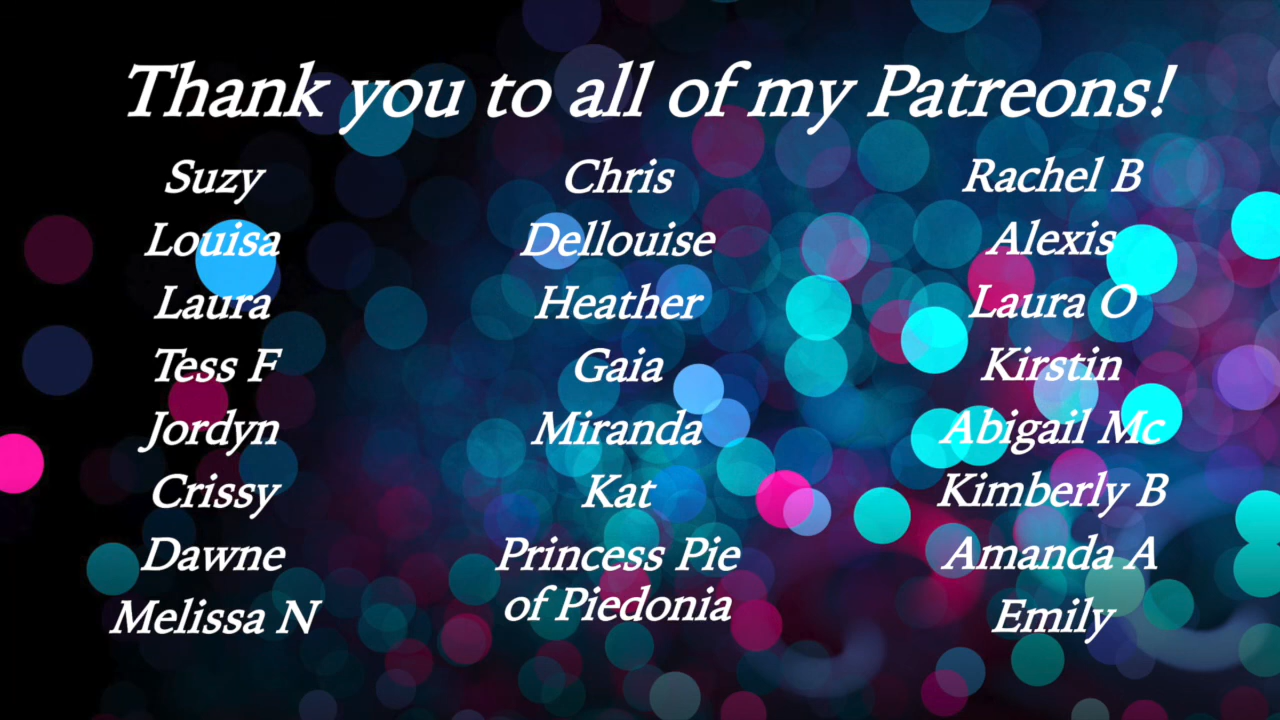 Thank you to all of my Patreons!
Suzy
Louisa
Laura
Tess F
Jordyn
Crissy
Dawne
Melissa N
Chris
Dellouise
Heather
Gaia
Miranda
Kat
Princess Pie
of Piedonia
Rachel B
Alexis
Laura O
Kirstin
Abigail Mc
Kimberly B
Amanda A
Emily